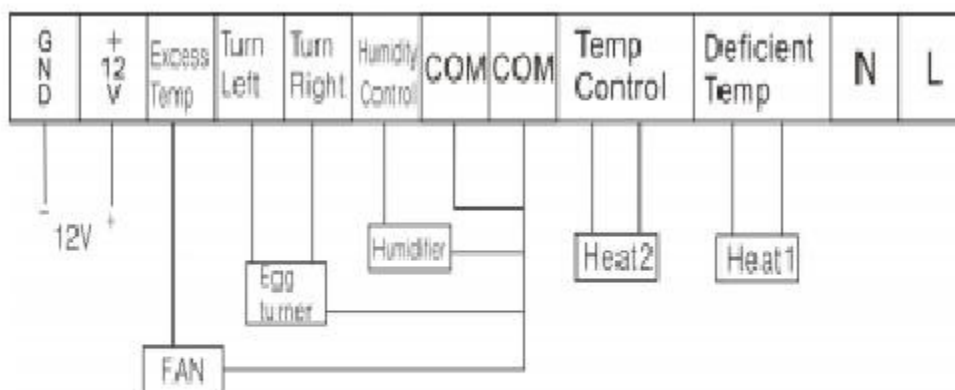 G
N
D
+
12
V
Excess
Temp
Turn
Left
Turn
Right
Humidity
Control
COM
COM
Temp
Control
Deficient
Temp
N
L
-
+
12V
Humidifier
Heat2
Heat1
Egg
turner
FAN